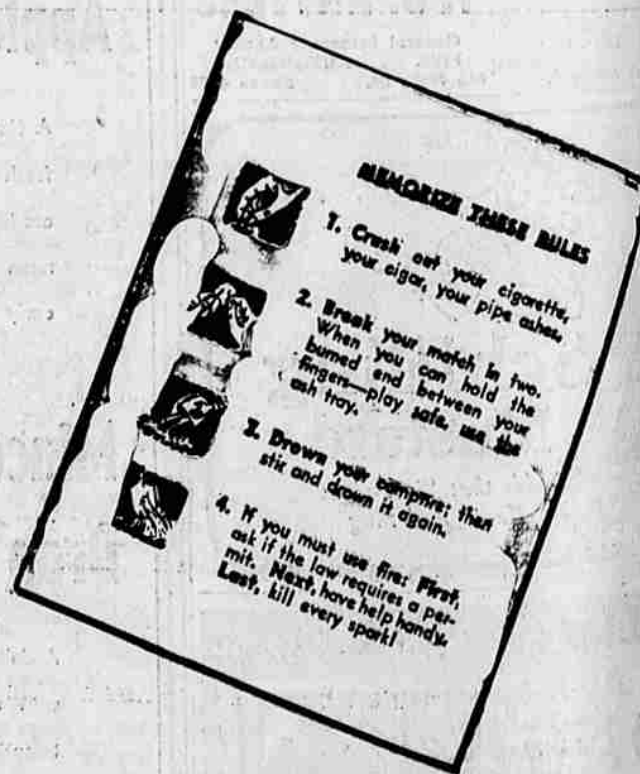 MEMORIZE THESE RULES
1. Crush out your cigarette,
your cigar, your pipe ashes.
2. Break your match in two.
When you can hold the
burned end between your
fingers—play safe. use the
ash tray.
3. Drown your campfire; then
stir and drown it again.
4. If you must use fire: First,
ask if the law requires a per-
mit. Next, have help handy.
Last, kill every spark!